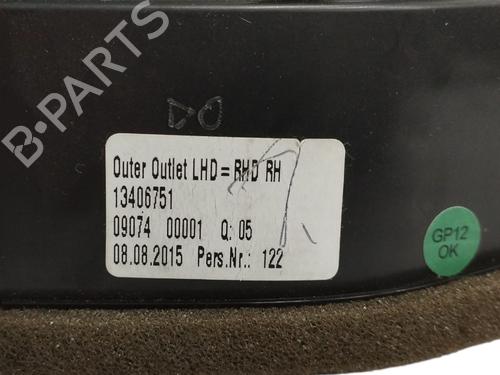 B-PARTS
Outer Outlet LHD = RHD RH
13406751
09074 00001 Q: 05
08.08.2015 Pers.Nr.: 122
GP12
OK